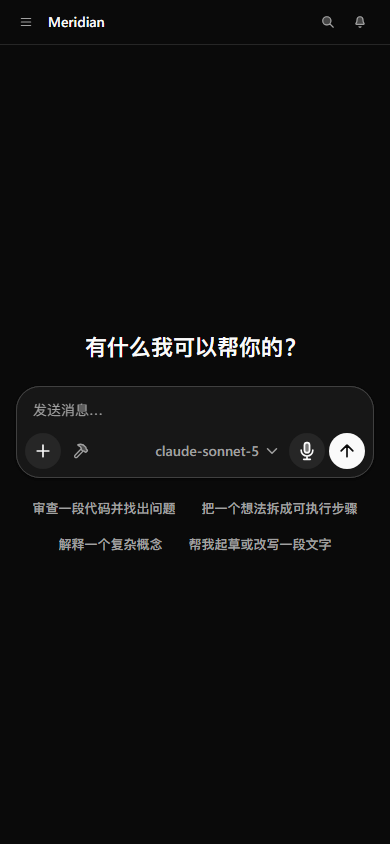 Meridian
有什么我可以帮你的?
发送消息...
claude-sonnet-5
审查一段代码并找出问题 把一个想法拆成可执行步骤
解释一个复杂概念 帮我起草或改写一段文字